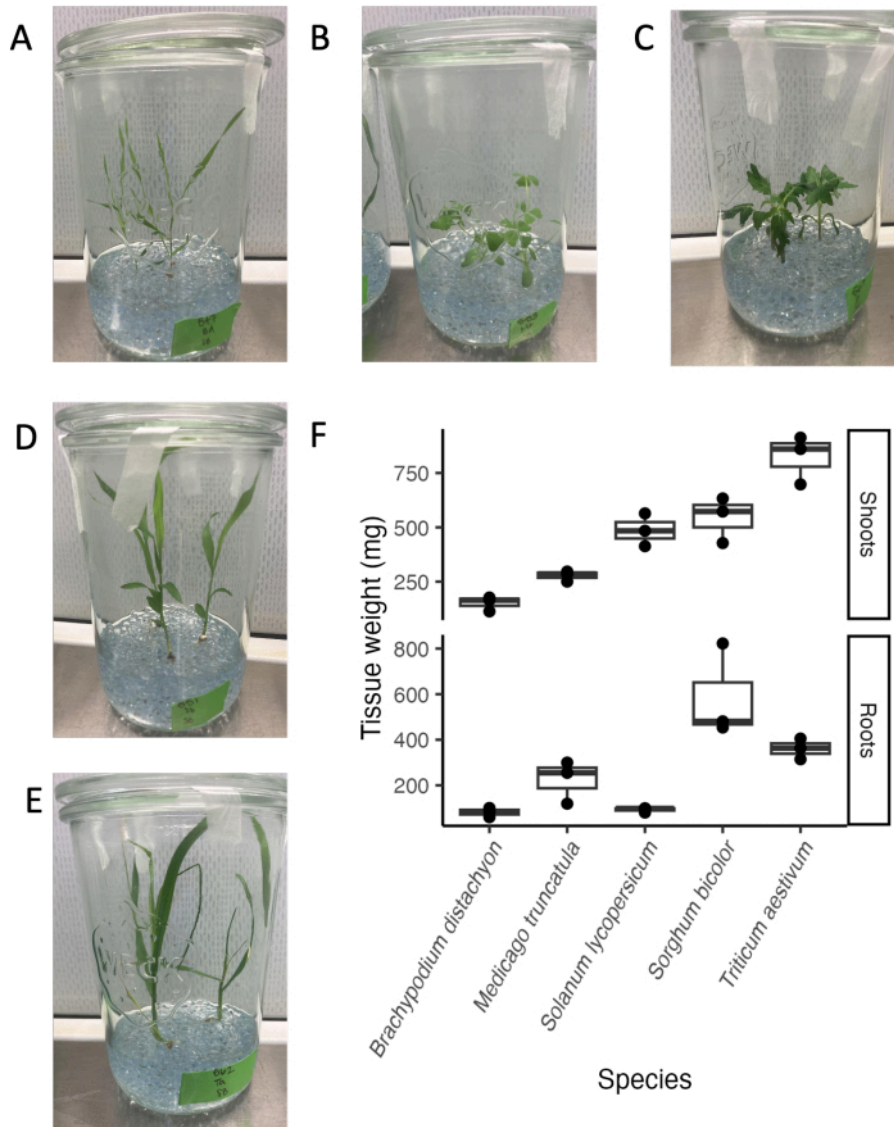 A
B
C
D
E
F
Tissue weight (mg)
750
500
250
Shoots
800
600
400
200
Roots
Brachypodium distachyon
Medicago truncatula
Solanum lycopersicum
Sorghum bicolor
Triticum aestivum
Species